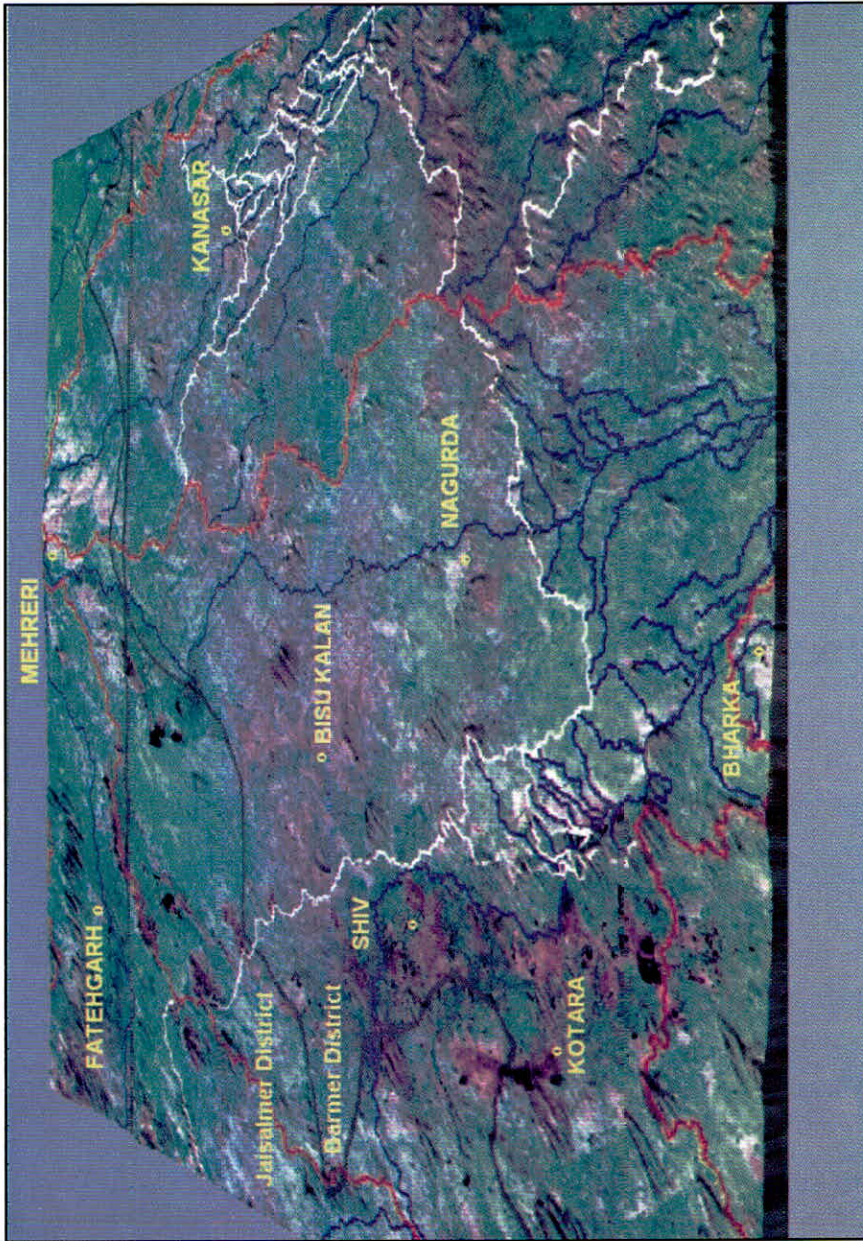 FATEHGARH
MEHRERI
KANASAR
Jaisalmer District
Barmer District
BISU KALAN
SHIV
NAGURDA
KOTARA
BHARKA